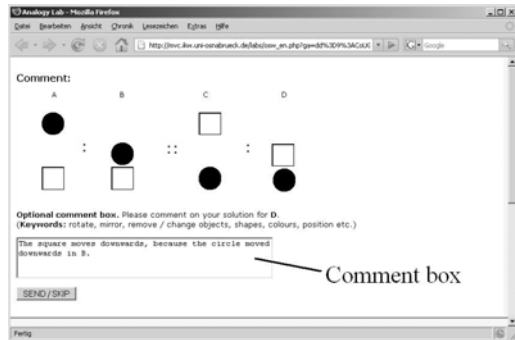 Analogy Lab - Mozilla Firefox
Datei Bearbeiten Ansicht Chronik Lesezeichen Extras Hilfe
Google
Comment:
A B C D
: :: :
Optional comment box. Please comment on your solution for D.
(Keywords: rotate, mirror, remove / change objects, shapes, colours, position etc.)
The square moves downwards, because the circle moved
downwards in B.
Comment box
SEND/SKIP
Fertig